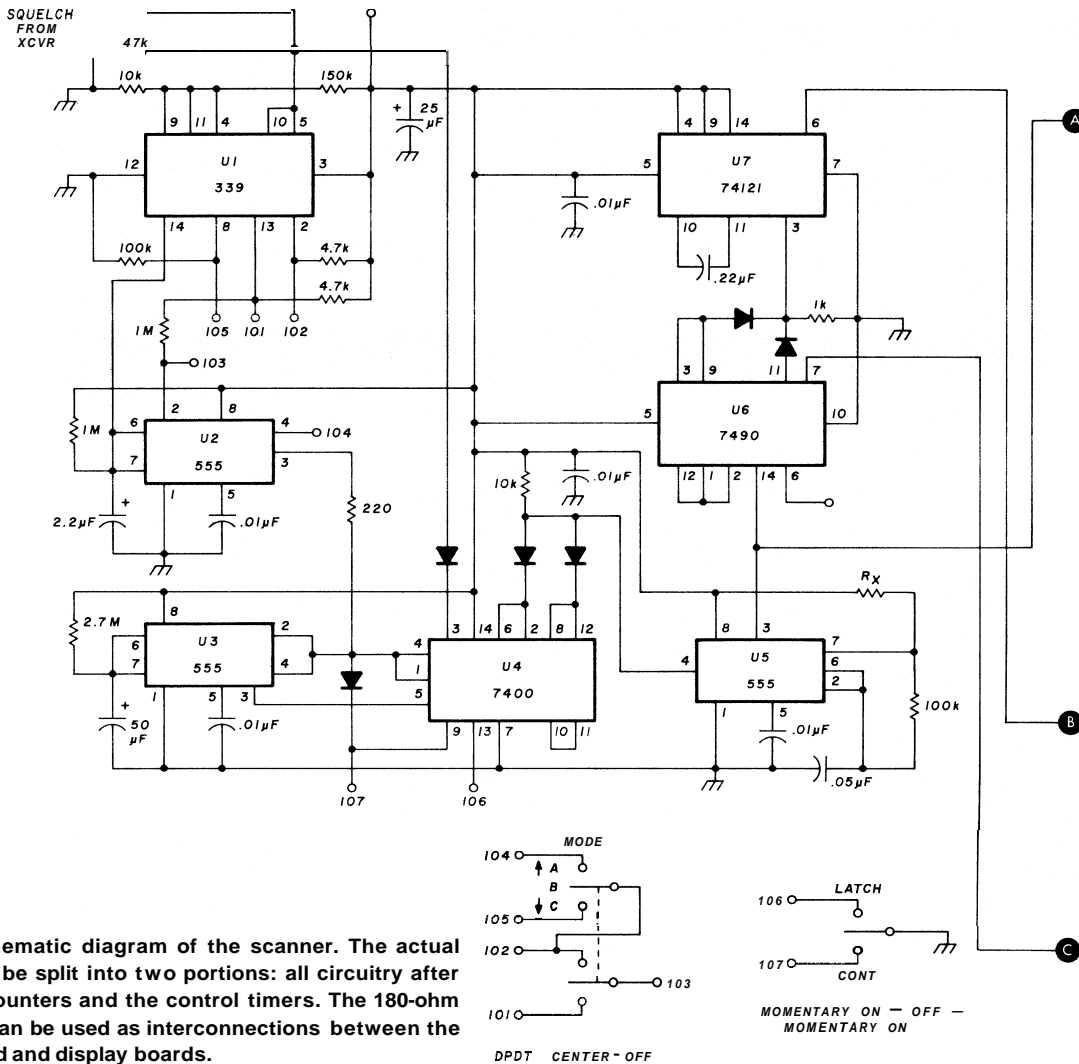 SQUELCH
FROM
XCVR
47k
10k
150k
+ 25
µF
9 11 4 10 5
12 U1 3
339
14 8 13 2
100k
4.7k
4.7k
1M
105 101 102
103
4 9 14 6
5 U7 7
74121
10 11 3
.01µF
.22µF
1k
A
3 9 11 7
5 U6 10
7490
12 1 2 14 6
2 8
1M
6 U2 4
104
7 555 3
1 5
+
2.2µF
.01µF
220
10k
.01µF
2.7M
8
6 U3 2
7 555 4
1 5 3
+
50
µF
.01µF
3 14 6 2 8 12
4
1 U4
5 7400
9 13 7 10 11
107
106
RX
8 3 7
4 U5 6
555 2
1 5
.01µF
.05µF
100k
B
MODE
104
A
B
C
105
102
103
101
DPDT CENTER-OFF
LATCH
106
107
CONT
MOMENTARY ON — OFF —
MOMENTARY ON
C
hematic diagram of the scanner. The actual
be split into two portions: all circuitry after
ounters and the control timers. The 180-ohm
an be used as interconnections between the
d and display boards.